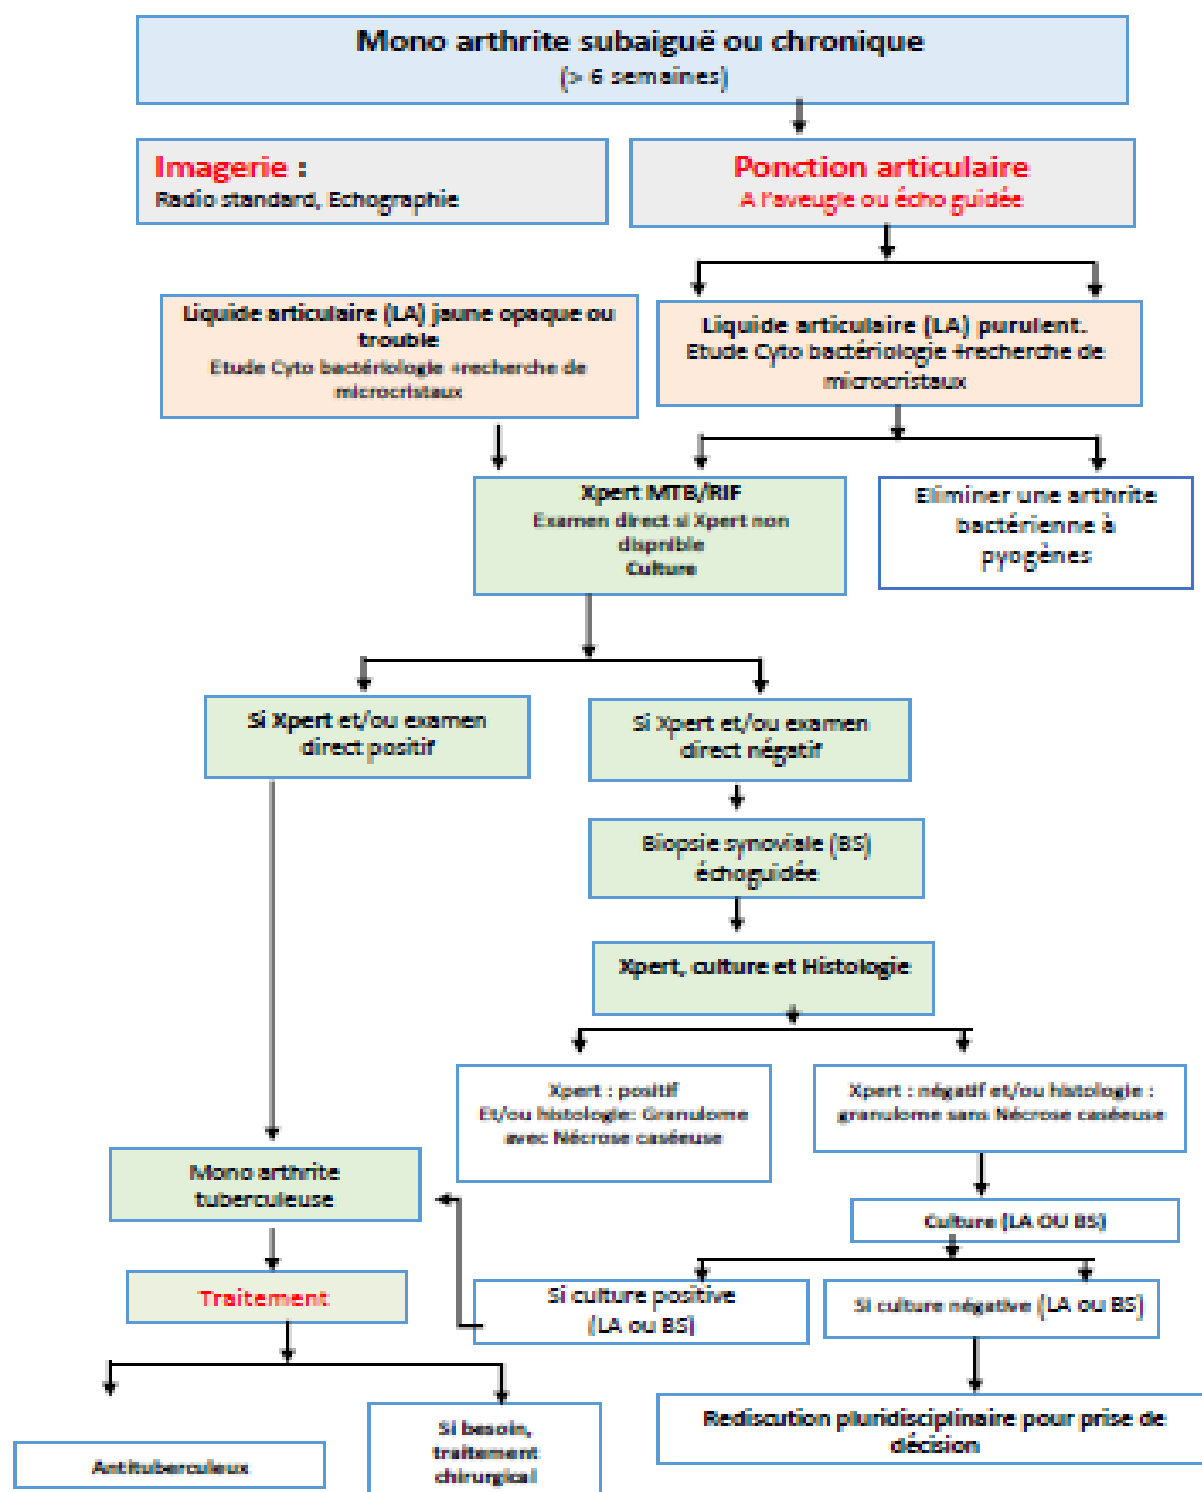 Mono arthrite subaiguë ou chronique
(> 6 semaines)
Imagerie :
Radio standard, Echographie
Ponction articulaire
A l'aveugle ou écho guidée
Liquide articulaire (LA) jaune opaque ou
trouble
Etude Cyto bactériologie +recherche de
microcristaux
Liquide articulaire (LA) purulent.
Etude Cyto bactériologie +recherche de
microcristaux
Xpert MTB/RIF
Examen direct si Xpert non
dispnible
Culture
Eliminer une arthrite
bactérienne à
pyogènes
Si Xpert et/ou examen
direct positif
Si Xpert et/ou examen
direct négatif
Biopsie synoviale (BS)
échoguidée
Xpert, culture et Histologie
Xpert : positif
Et/ou histologie: Granulome
avec Nécrose caséeuse
Xpert : négatif et/ou histologie :
granulome sans Nécrose caséeuse
Mono arthrite
tuberculeuse
Culture (LA OU BS)
Traitement
Si culture positive
(LA ou BS)
Si culture négative (LA ou BS)
Antituberculeux
Si besoin,
traitement
chirurgical
Rediscution pluridisciplinaire pour prise de
décision